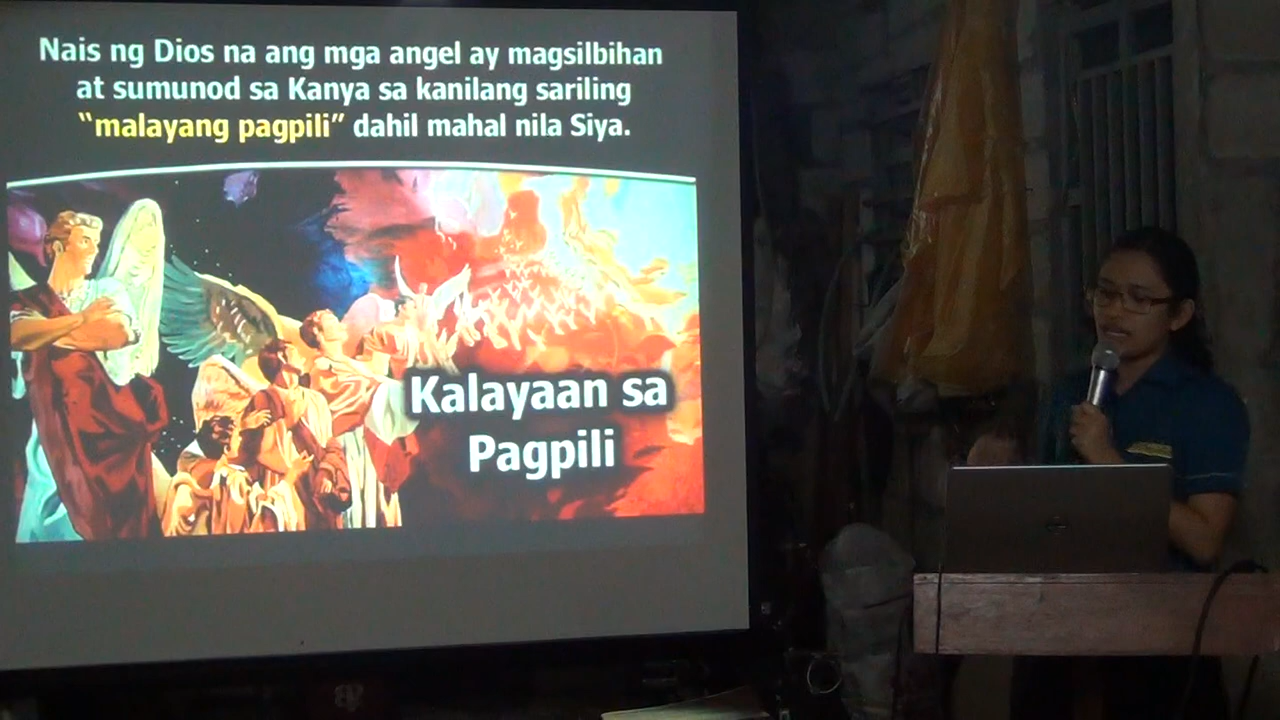 Nais ng Dios na ang mga angel ay magsilbihan
at sumunod sa Kanya sa kanilang sariling
“malayang pagpili” dahil mahal nila Siya.
Kalayaan sa
Pagpili